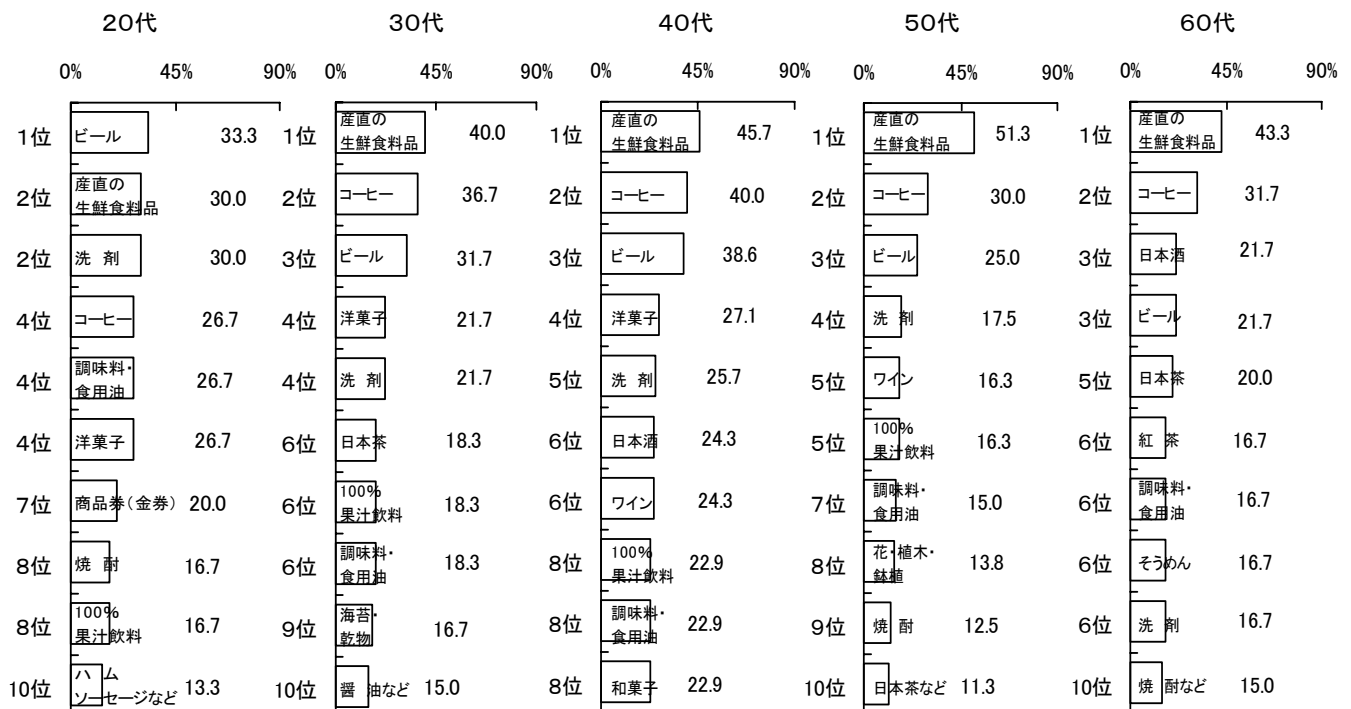 20代 30代 40代 50代 60代
0% 45% 90% 0% 45% 90% 0% 45% 90% 0% 45% 90% 0% 45% 90%
1位 ビール 33.3 1位 産直の 生鮮食料品 40.0 1位 産直の 生鮮食料品 45.7 1位 産直の 生鮮食料品 51.3 1位 産直の 生鮮食料品 43.3
2位 産直の 生鮮食料品 30.0 2位 コーヒー 36.7 2位 コーヒー 40.0 2位 コーヒー 30.0 2位 コーヒー 31.7
2位 洗 剤 30.0 3位 ビール 31.7 3位 ビール 38.6 3位 ビール 25.0 3位 日本酒 21.7
4位 コーヒー 26.7 4位 洋菓子 21.7 4位 洋菓子 27.1 4位 洗 剤 17.5 3位 ビール 21.7
4位 調味料・ 食用油 26.7 4位 洗 剤 21.7 5位 洗 剤 25.7 5位 ワイン 16.3 5位 日本茶 20.0
4位 洋菓子 26.7 6位 日本茶 18.3 6位 日本酒 24.3 5位 100% 果汁飲料 16.3 6位 紅 茶 16.7
7位 商品券(金券) 20.0 6位 100% 果汁飲料 18.3 6位 ワイン 24.3 7位 調味料・ 食用油 15.0 6位 調味料・ 食用油 16.7
8位 焼 酎 16.7 6位 調味料・ 食用油 18.3 8位 100% 果汁飲料 22.9 8位 花・植木・ 鉢植 13.8 6位 そうめん 16.7
8位 100% 果汁飲料 16.7 9位 海苔・ 乾物 16.7 8位 調味料・ 食用油 22.9 9位 焼 酎 12.5 6位 洗 剤 16.7
10位 ハ ム ソーセージなど 13.3 10位 醤 油など 15.0 8位 和菓子 22.9 10位 日本茶など 11.3 10位 焼 酎など 15.0